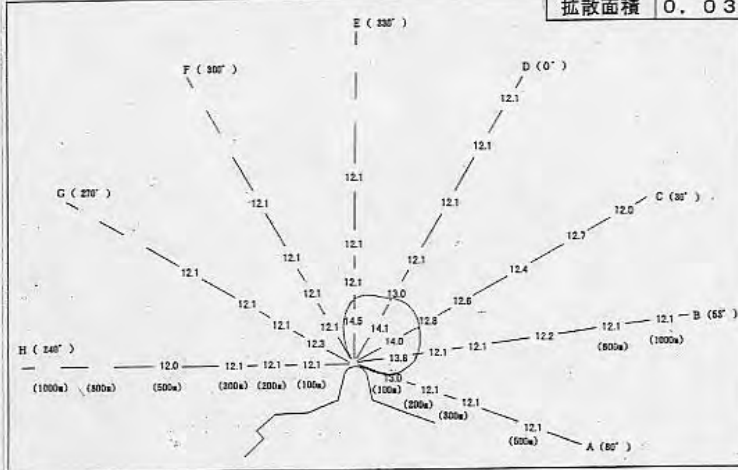 拡散面積 0.03
E (330°)
F (300°)
D (0°)
12.1
12.1
G (270°)
C (30°)
12.1
12.1
12.1
12.0
12.7
12.1
12.1
12.1
12.1
12.4
12.1
12.1
12.1
12.1
13.0
12.6
B (53°)
12.1
12.1
14.5
14.1
12.8
12.2
12.1
12.1
12.3
14.0
(800m)
(1000m)
H (240°)
13.6
12.1
12.1
12.0
12.1
12.1
12.1
(1000m)
(800m)
(500m)
(300m)
(200m)
(100m)
13.0
(100m)
12.1
(200m)
12.1
(300m)
12.1
(500m)
A (80°)